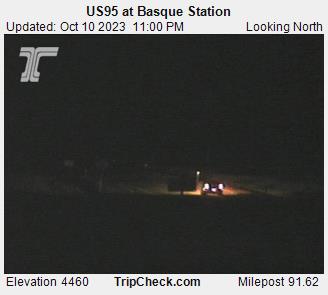 US95 at Basque Station
Updated: Oct 10 2023 11:00 PM Looking North
Elevation 4460 TripCheck.com Milepost 91.62